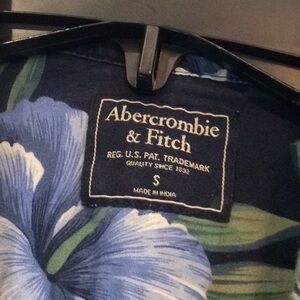 Abercrombie
& Fitch
REG. U.S. PAT. TRADEMARK
QUALITY SINCE 1892
S
MADE IN INDIA